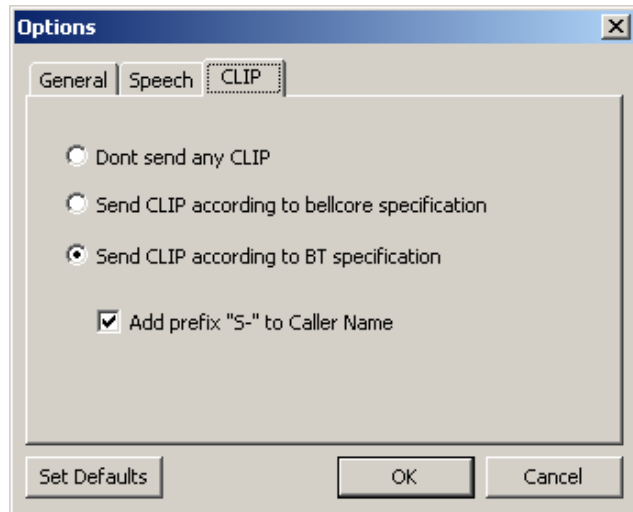 Options
General Speech CLIP
Dont send any CLIP
Send CLIP according to bellcore specification
Send CLIP according to BT specification
Add prefix "S-" to Caller Name
Set Defaults OK Cancel